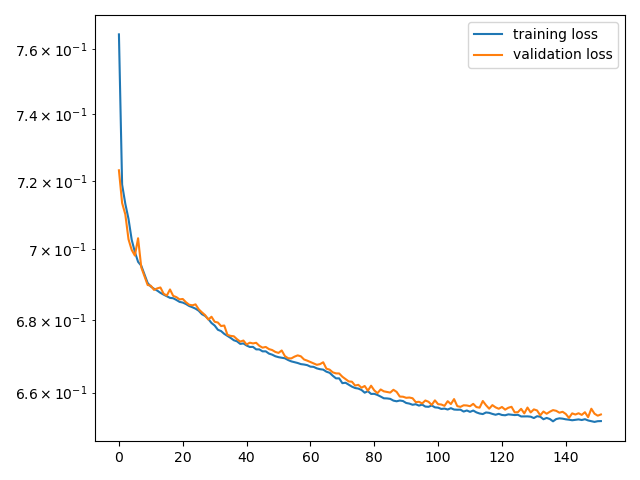 training loss
validation loss
7.6 × 10⁻¹
7.4 × 10⁻¹
7.2 × 10⁻¹
7 × 10⁻¹
6.8 × 10⁻¹
6.6 × 10⁻¹
0 20 40 60 80 100 120 140